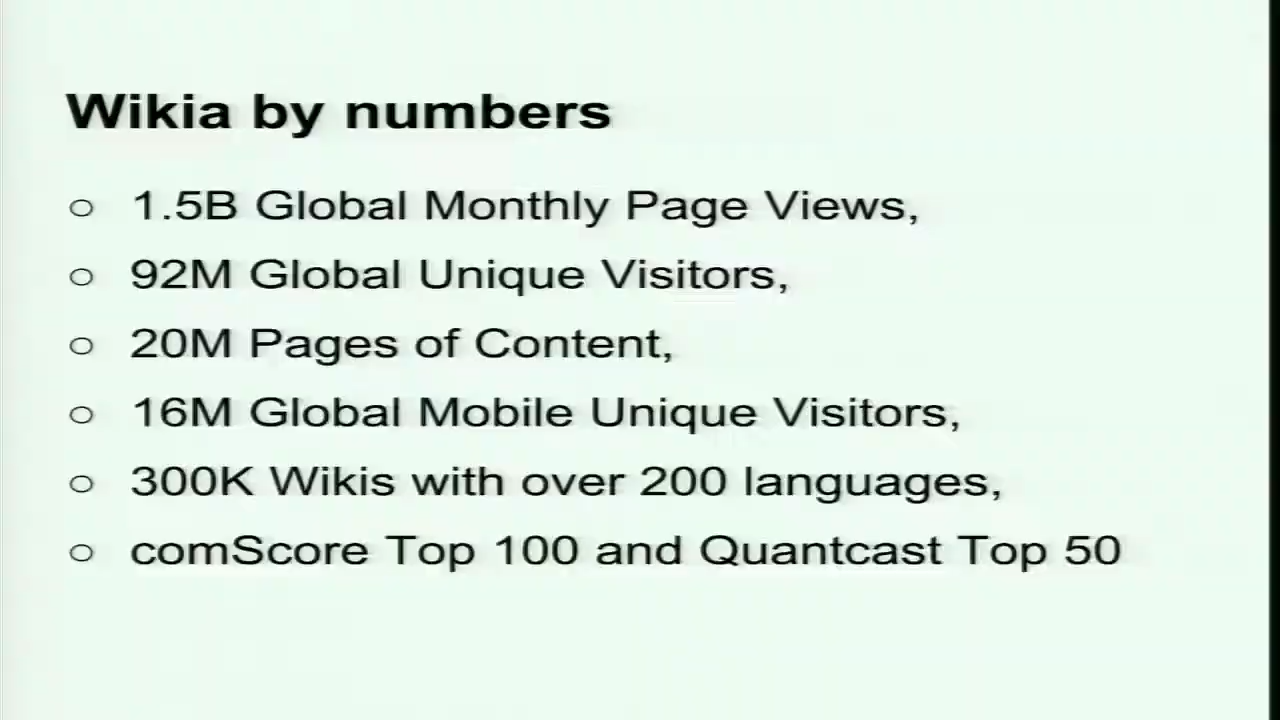 Wikia by numbers
○ 1.5B Global Monthly Page Views,
○ 92M Global Unique Visitors,
○ 20M Pages of Content,
○ 16M Global Mobile Unique Visitors,
○ 300K Wikis with over 200 languages,
○ comScore Top 100 and Quantcast Top 50